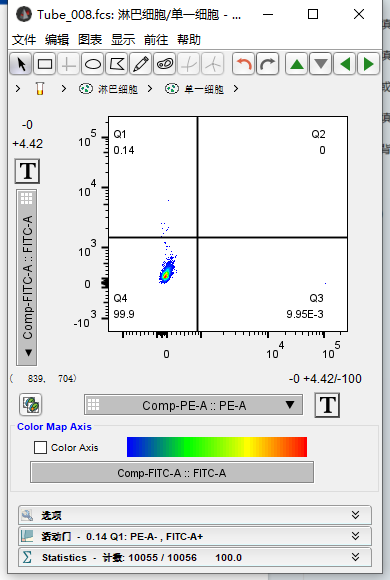 Tube_008.fcs: 淋巴细胞/单一细胞 - ...
文件 编辑 图表 显示 前往 帮助
淋巴细胞 单一细胞
-0
+4.42
T
Comp-FITC-A :: FITC-A
10^5
10^4
10^3
0
-10^3
Q1
0.14
Q2
0
Q4
99.9
Q3
9.95E-3
0 10^4 10^5
( 839, 704)
-0 +4.42/-100
Comp-PE-A :: PE-A
T
Color Map Axis
Color Axis
Comp-FITC-A :: FITC-A
选项
活动门 - 0.14 Q1: PE-A- , FITC-A+
Statistics - 计数: 10055 / 10056 100.0